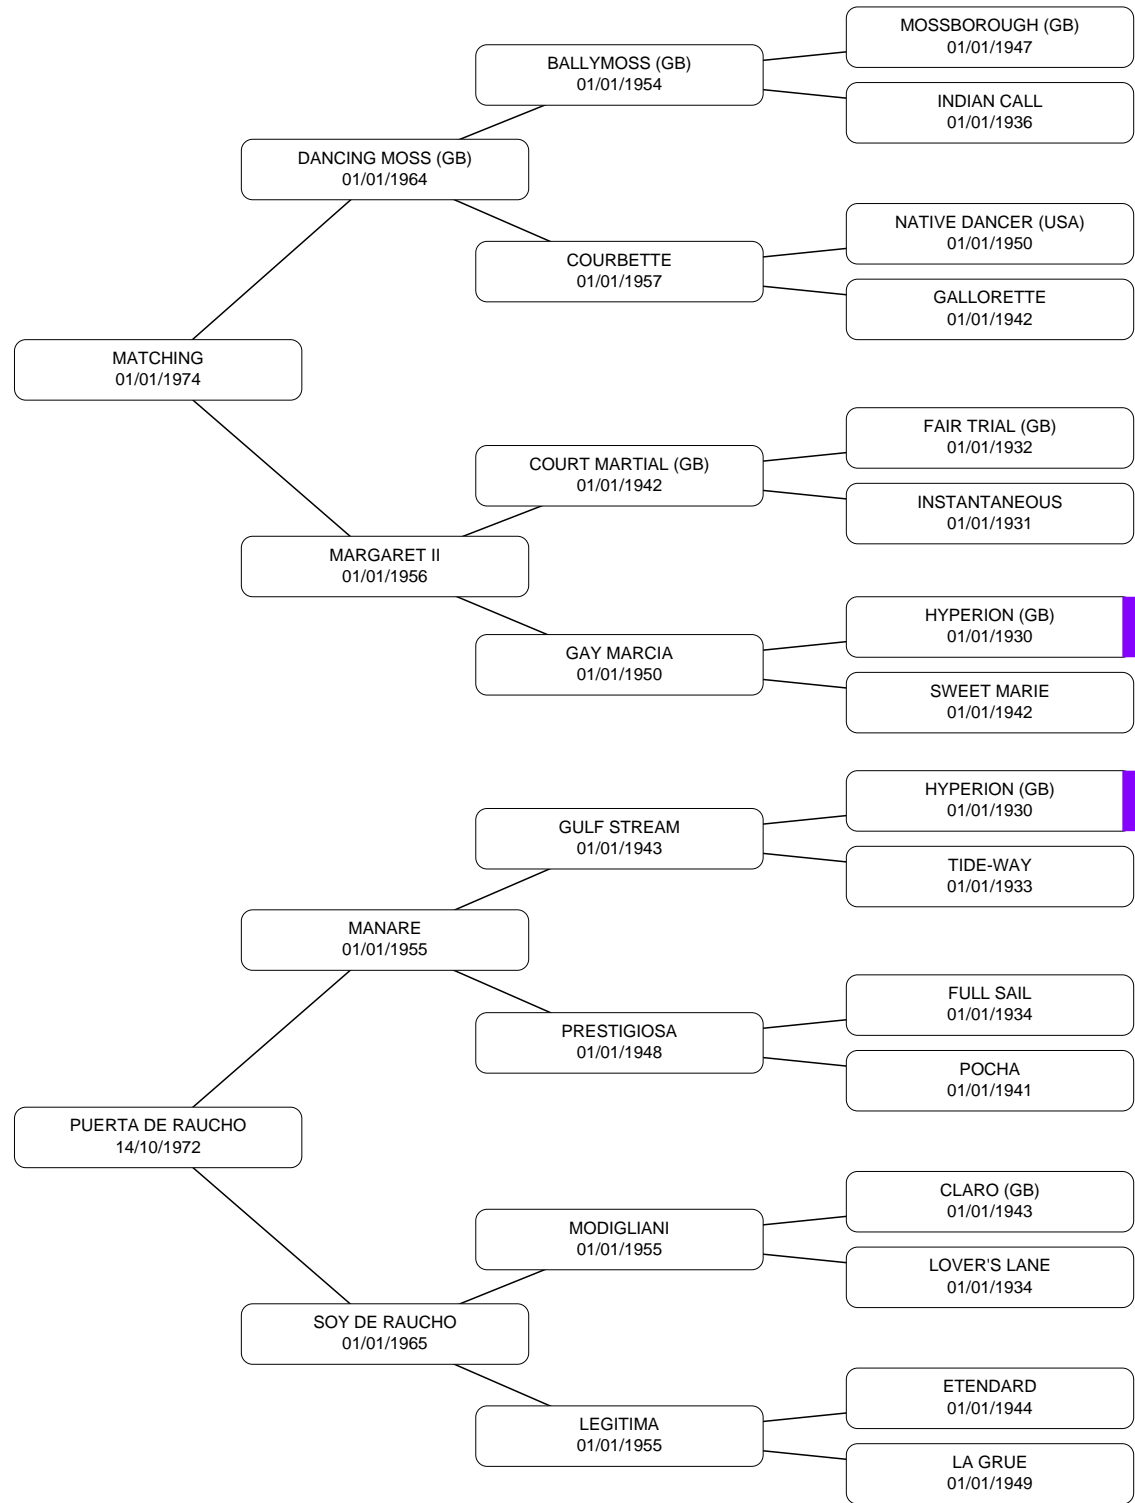 MOSSBOROUGH (GB)
01/01/1947
BALLYMOSS (GB)
01/01/1954
INDIAN CALL
01/01/1936
DANCING MOSS (GB)
01/01/1964
NATIVE DANCER (USA)
01/01/1950
COURBETTE
01/01/1957
GALLORETTE
01/01/1942
MATCHING
01/01/1974
FAIR TRIAL (GB)
01/01/1932
COURT MARTIAL (GB)
01/01/1942
INSTANTANEOUS
01/01/1931
MARGARET II
01/01/1956
HYPERION (GB)
01/01/1930
GAY MARCIA
01/01/1950
SWEET MARIE
01/01/1942
HYPERION (GB)
01/01/1930
GULF STREAM
01/01/1943
TIDE-WAY
01/01/1933
MANARE
01/01/1955
FULL SAIL
01/01/1934
PRESTIGIOSA
01/01/1948
POCHA
01/01/1941
PUERTA DE RAUCHO
14/10/1972
CLARO (GB)
01/01/1943
MODIGLIANI
01/01/1955
LOVER'S LANE
01/01/1934
SOY DE RAUCHO
01/01/1965
ETENDARD
01/01/1944
LEGITIMA
01/01/1955
LA GRUE
01/01/1949